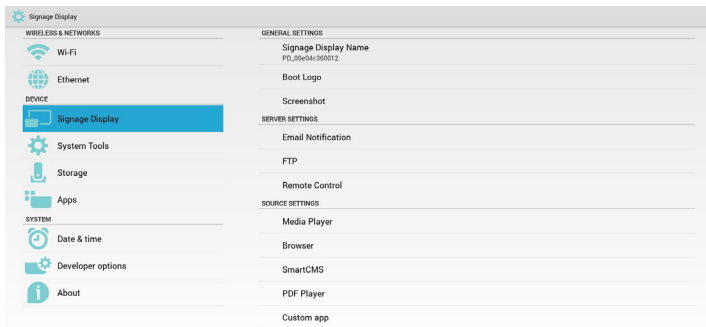 Signage Display
WIRELESS & NETWORKS
Wi-Fi
Ethernet
DEVICE
Signage Display
System Tools
Storage
Apps
SYSTEM
Date & time
Developer options
About
GENERAL SETTINGS
Signage Display Name
PD_00e04c360012
Boot Logo
Screenshot
SERVER SETTINGS
Email Notification
FTP
Remote Control
SOURCE SETTINGS
Media Player
Browser
SmartCMS
PDF Player
Custom app